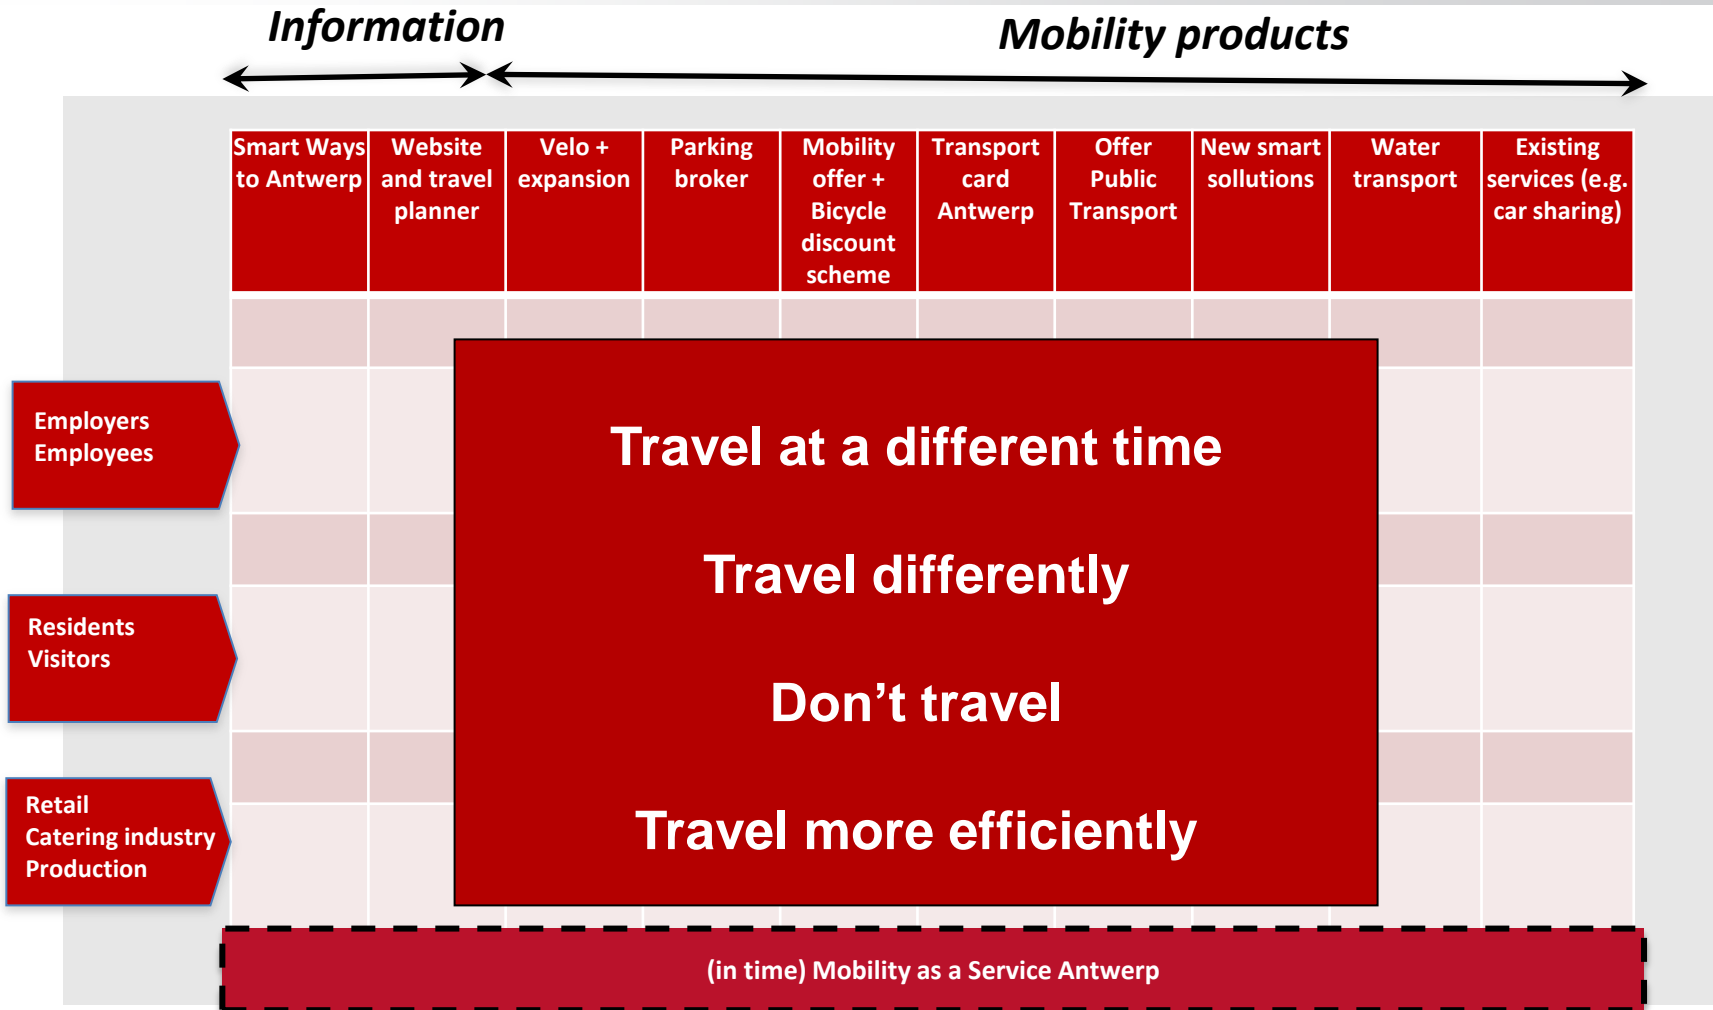 Information
Mobility products
Smart Ways
to Antwerp
Website
and travel
planner
Velo +
expansion
Parking
broker
Mobility
offer +
Bicycle
discount
scheme
Transport
card
Antwerp
Offer
Public
Transport
New smart
sollutions
Water
transport
Existing
services (e.g.
car sharing)
Employers
Employees
Residents
Visitors
Retail
Catering industry
Production
Travel at a different time
Travel differently
Don’t travel
Travel more efficiently
(in time) Mobility as a Service Antwerp